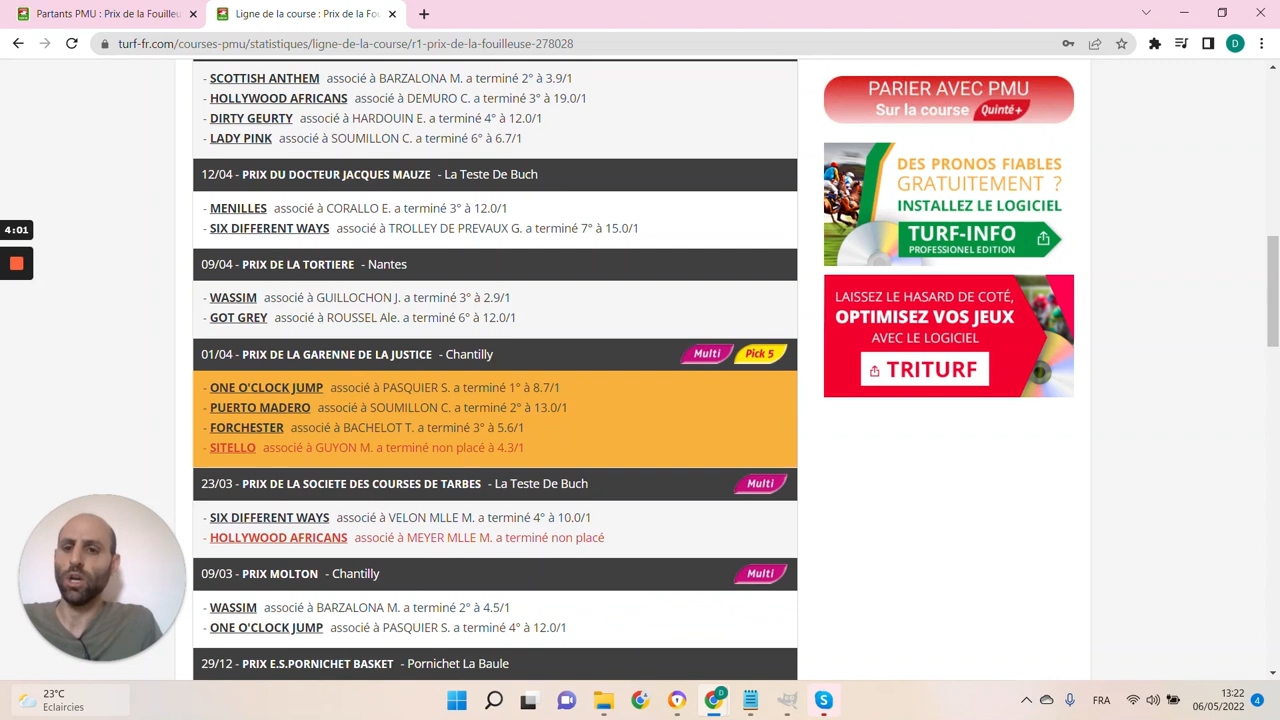 Partants PMU : Prix de la Fouilleu
Ligne de la course : Prix de la Fou
turf-fr.com/courses-pmu/statistiques/ligne-de-la-course/r1-prix-de-la-fouilleuse-278028
D
- SCOTTISH ANTHEM associé à BARZALONA M. a terminé 2° à 3.9/1
- HOLLYWOOD AFRICANS associé à DEMURO C. a terminé 3° à 19.0/1
- DIRTY GEURTY associé à HARDOUIN E. a terminé 4° à 12.0/1
- LADY PINK associé à SOUMILLON C. a terminé 6° à 6.7/1
12/04 - PRIX DU DOCTEUR JACQUES MAUZE - La Teste De Buch
- MENILLES associé à CORALLO E. a terminé 3° à 12.0/1
- SIX DIFFERENT WAYS associé à TROLLEY DE PREVAUX G. a terminé 7° à 15.0/1
09/04 - PRIX DE LA TORTIERE - Nantes
- WASSIM associé à GUILLOCHON J. a terminé 3° à 2.9/1
- GOT GREY associé à ROUSSEL Ale. a terminé 6° à 12.0/1
01/04 - PRIX DE LA GARENNE DE LA JUSTICE - Chantilly Multi Pick 5
- ONE O'CLOCK JUMP associé à PASQUIER S. a terminé 1° à 8.7/1
- PUERTO MADERO associé à SOUMILLON C. a terminé 2° à 13.0/1
- FORCHESTER associé à BACHELOT T. a terminé 3° à 5.6/1
- SITELLO associé à GUYON M. a terminé non placé à 4.3/1
23/03 - PRIX DE LA SOCIETE DES COURSES DE TARBES - La Teste De Buch Multi
- SIX DIFFERENT WAYS associé à VELON MLLE M. a terminé 4° à 10.0/1
- HOLLYWOOD AFRICANS associé à MEYER MLLE M. a terminé non placé
09/03 - PRIX MOLTON - Chantilly Multi
- WASSIM associé à BARZALONA M. a terminé 2° à 4.5/1
- ONE O'CLOCK JUMP associé à PASQUIER S. a terminé 4° à 12.0/1
29/12 - PRIX E.S.PORNICHET BASKET - Pornichet La Baule
PARIER AVEC PMU
Sur la course Quinté+
DES PRONOS FIABLES
GRATUITEMENT ?
INSTALLEZ LE LOGICIEL
TURF-INFO
PROFESSIONEL EDITION
LAISSEZ LE HASARD DE COTÉ,
OPTIMISEZ VOS JEUX
AVEC LE LOGICIEL
TRITURF
4:01
23°C
Eclaircies
D
S
FRA
13:22
06/05/2022
4